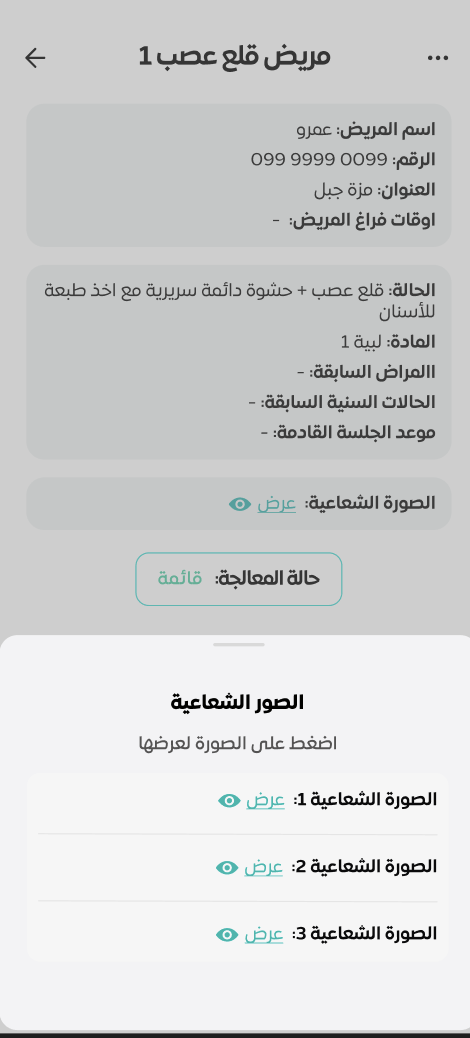 مريض قلع عصب 1
اسم المريض: عمرو
الرقم: 0099 9999 099
العنوان: مزة جبل
اوقات فراغ المريض: -
الحالة: قلع عصب + حشوة دائمة سريرية مع اخذ طبعة
للأسنان
المادة: لبية 1
االمراض السابقة: -
الحالات السنية السابقة: -
موعد الجلسة القادمة: -
الصورة الشعاعية: عرض
حالة المعالجة: قائمة
الصور الشعاعية
اضغط على الصورة لعرضها
الصورة الشعاعية 1: عرض
الصورة الشعاعية 2: عرض
الصورة الشعاعية 3: عرض